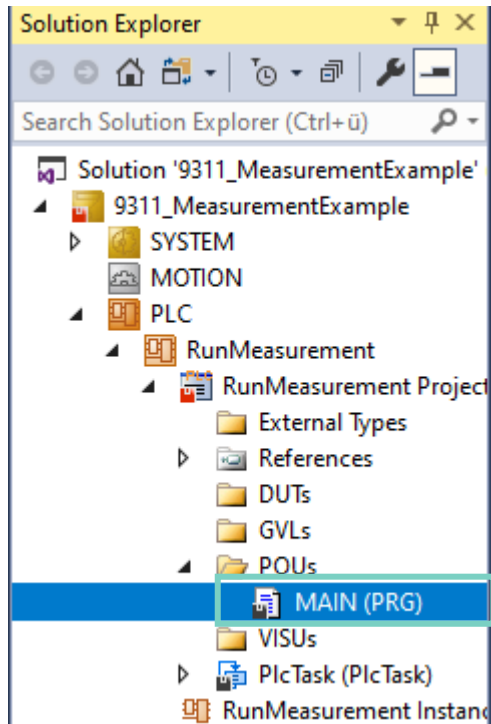 Solution Explorer
Search Solution Explorer (Ctrl+ü)
Solution '9311_MeasurementExample'
9311_MeasurementExample
SYSTEM
MOTION
PLC
RunMeasurement
RunMeasurement Project
External Types
References
DUTs
GVLs
POUs
MAIN (PRG)
VISUs
PlcTask (PlcTask)
RunMeasurement Instanc